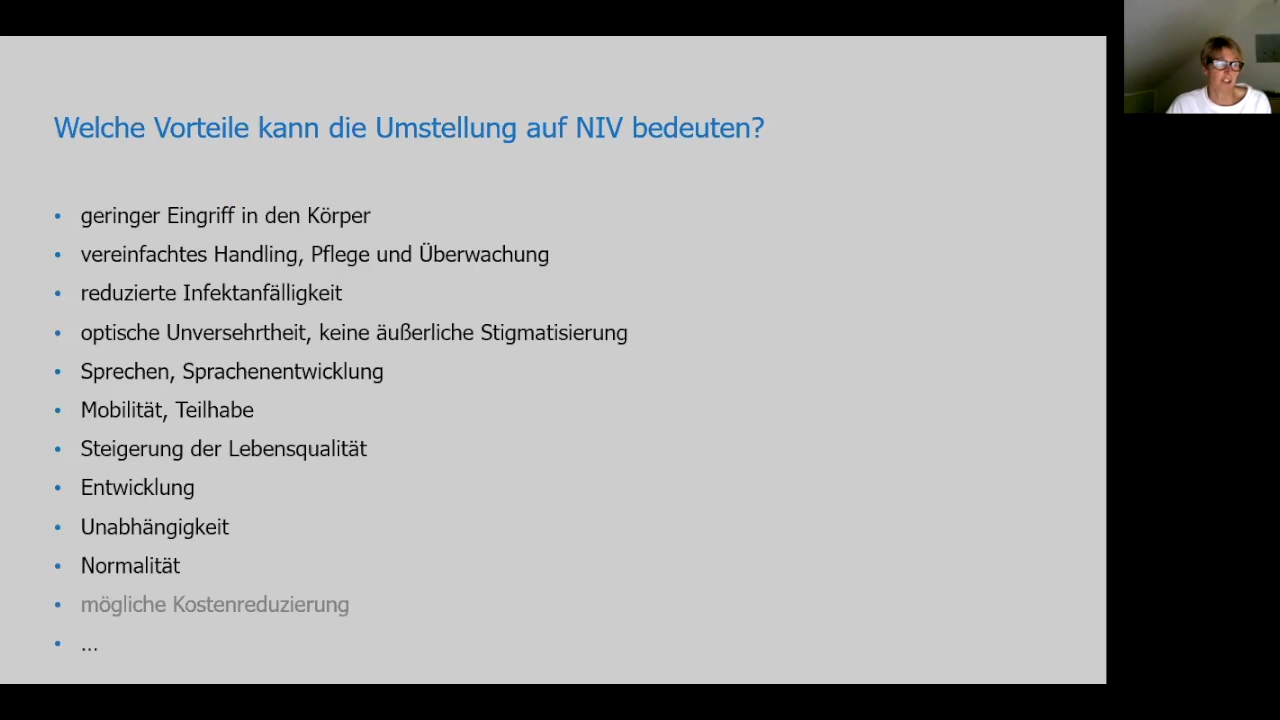 Welche Vorteile kann die Umstellung auf NIV bedeuten?
• geringer Eingriff in den Körper
• vereinfachtes Handling, Pflege und Überwachung
• reduzierte Infektanfälligkeit
• optische Unversehrtheit, keine äußerliche Stigmatisierung
• Sprechen, Sprachenentwicklung
• Mobilität, Teilhabe
• Steigerung der Lebensqualität
• Entwicklung
• Unabhängigkeit
• Normalität
• mögliche Kostenreduzierung
• ...